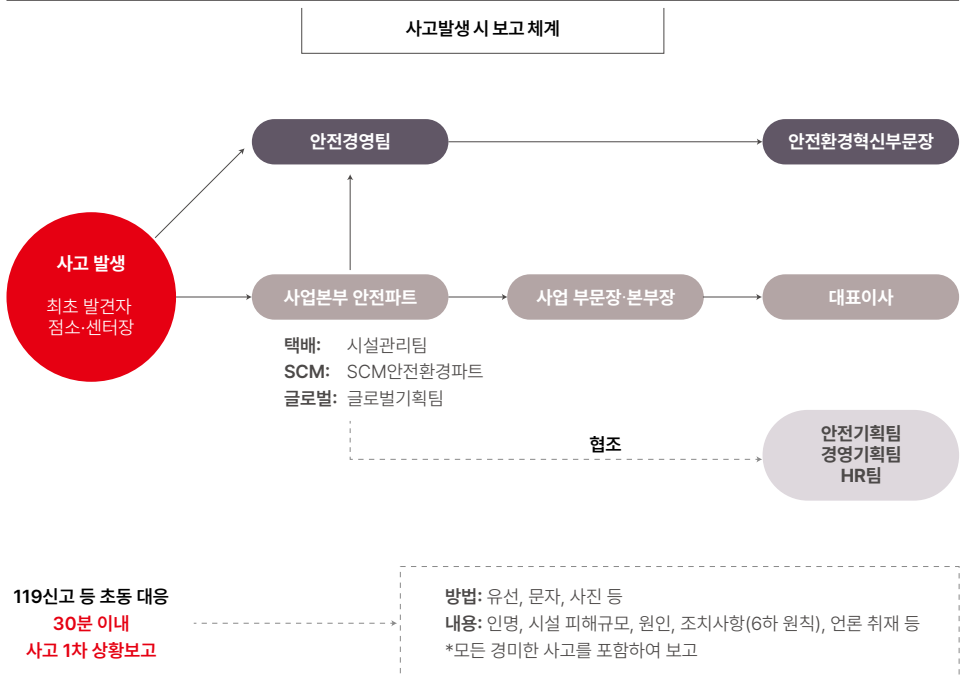 사고발생 시 보고 체계
안전경영팀
안전환경혁신부문장
사고 발생
최초 발견자
점소·센터장
사업본부 안전파트
사업 부문장·본부장
대표이사
택배: 시설관리팀
SCM: SCM안전환경파트
글로벌: 글로벌기획팀
협조
안전기획팀
경영기획팀
HR팀
119신고 등 초동 대응
30분 이내
사고 1차 상황보고
방법: 유선, 문자, 사진 등
내용: 인명, 시설 피해규모, 원인, 조치사항(6하 원칙), 언론 취재 등
*모든 경미한 사고를 포함하여 보고